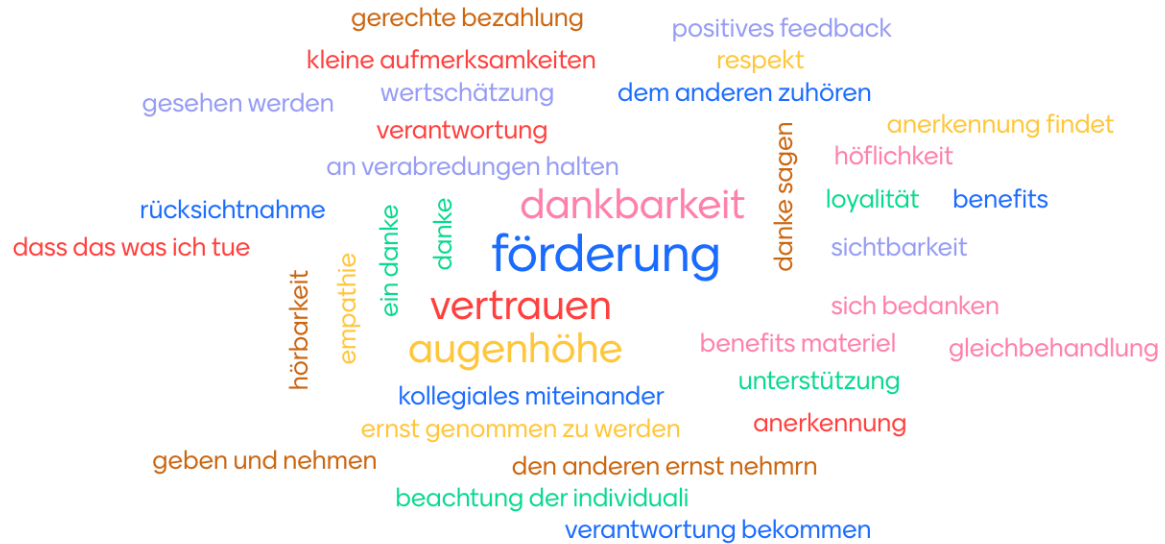 gerechte bezahlung
positives feedback
kleine aufmerksamkeiten
respekt
gesehen werden
wertschätzung
dem anderen zuhören
verantwortung
anerkennung findet
an verabredungen halten
danke sagen
höflichkeit
rücksichtnahme
ein danke
danke
dankbarkeit
loyalität
benefits
dass das was ich tue
förderung
sichtbarkeit
hörbarkeit
empathie
vertrauen
sich bedanken
augenhöhe
benefits materiel
gleichbehandlung
unterstützung
kollegiales miteinander
ernst genommen zu werden
anerkennung
geben und nehmen
den anderen ernst nehmrn
beachtung der individuali
verantwortung bekommen